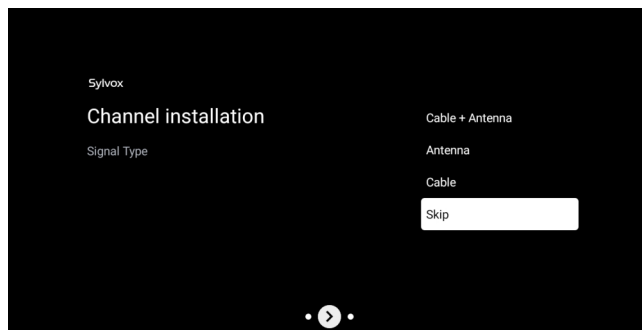 Sylvox
Channel installation
Signal Type
Cable + Antenna
Antenna
Cable
Skip